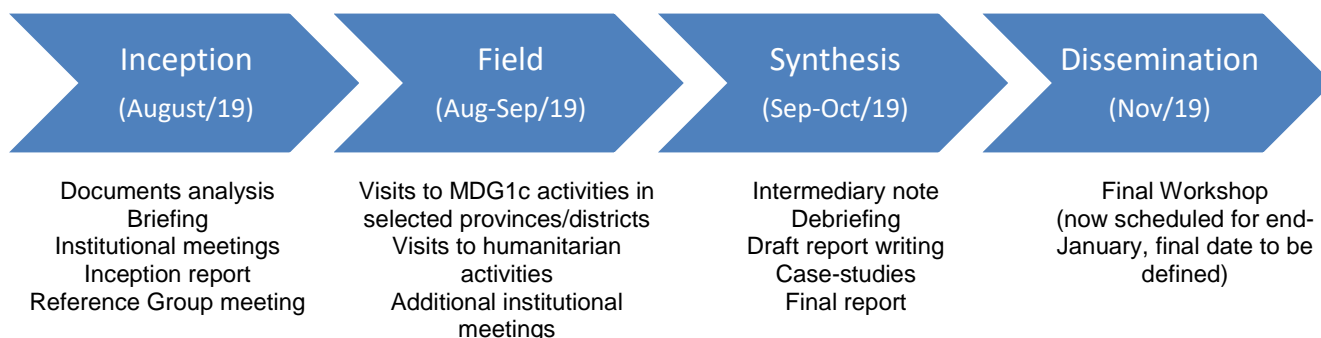 Inception
(August/19)
Documents analysis
Briefing
Institutional meetings
Inception report
Reference Group meeting
Field
(Aug-Sep/19)
Visits to MDG1c activities in
selected provinces/districts
Visits to humanitarian
activities
Additional institutional
meetings
Synthesis
(Sep-Oct/19)
Intermediary note
Debriefing
Draft report writing
Case-studies
Final report
Dissemination
(Nov/19)
Final Workshop
(now scheduled for end-
January, final date to be
defined)